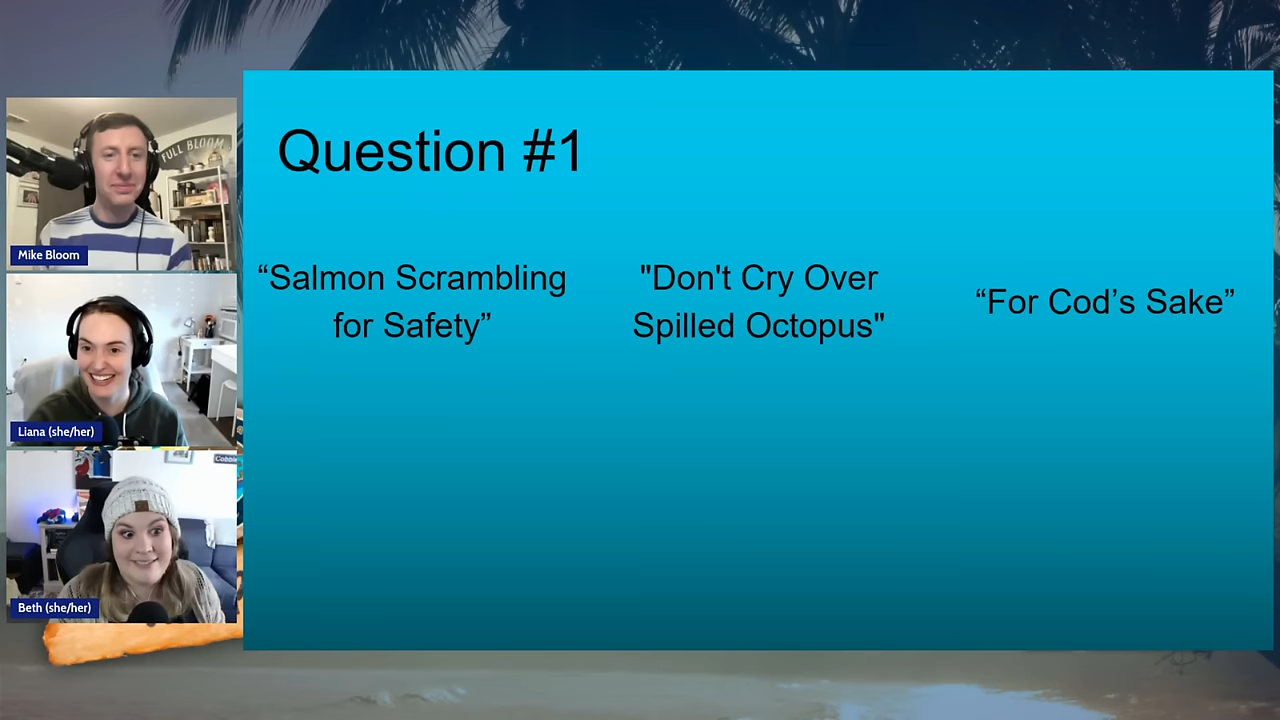 Question #1
“Salmon Scrambling
for Safety”
"Don't Cry Over
Spilled Octopus"
“For Cod’s Sake”
FULL BLOOM
Mike Bloom
Liana (she/her)
Cobble
Beth (she/her)